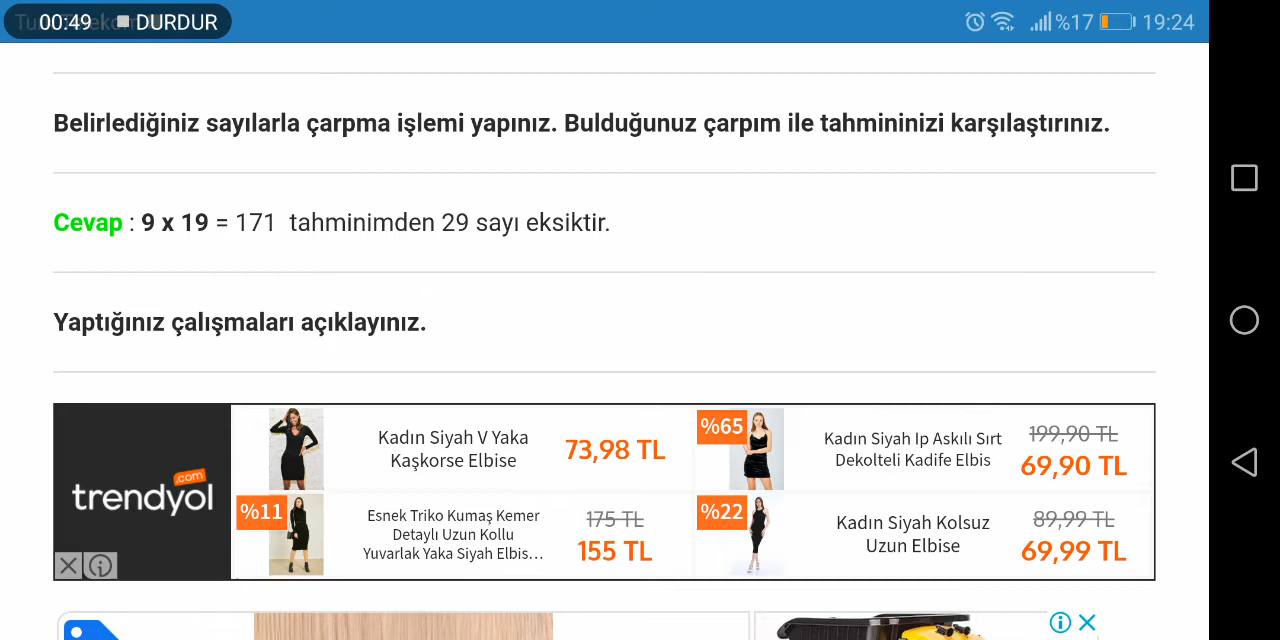 00:49 DURDUR
%17 19:24
Belirlediğiniz sayılarla çarpma işlemi yapınız. Bulduğunuz çarpım ile tahmininizi karşılaştırınız.
Cevap : 9 x 19 = 171 tahminimden 29 sayı eksiktir.
Yaptığınız çalışmaları açıklayınız.
trendyol
.com
Kadın Siyah V Yaka
Kaşkorse Elbise
73,98 TL
%65
Kadın Siyah Ip Askılı Sırt
Dekolteli Kadife Elbis
199,90 TL
69,90 TL
%11
Esnek Triko Kumaş Kemer
Detaylı Uzun Kollu
Yuvarlak Yaka Siyah Elbis...
175 TL
155 TL
%22
Kadın Siyah Kolsuz
Uzun Elbise
89,99 TL
69,99 TL